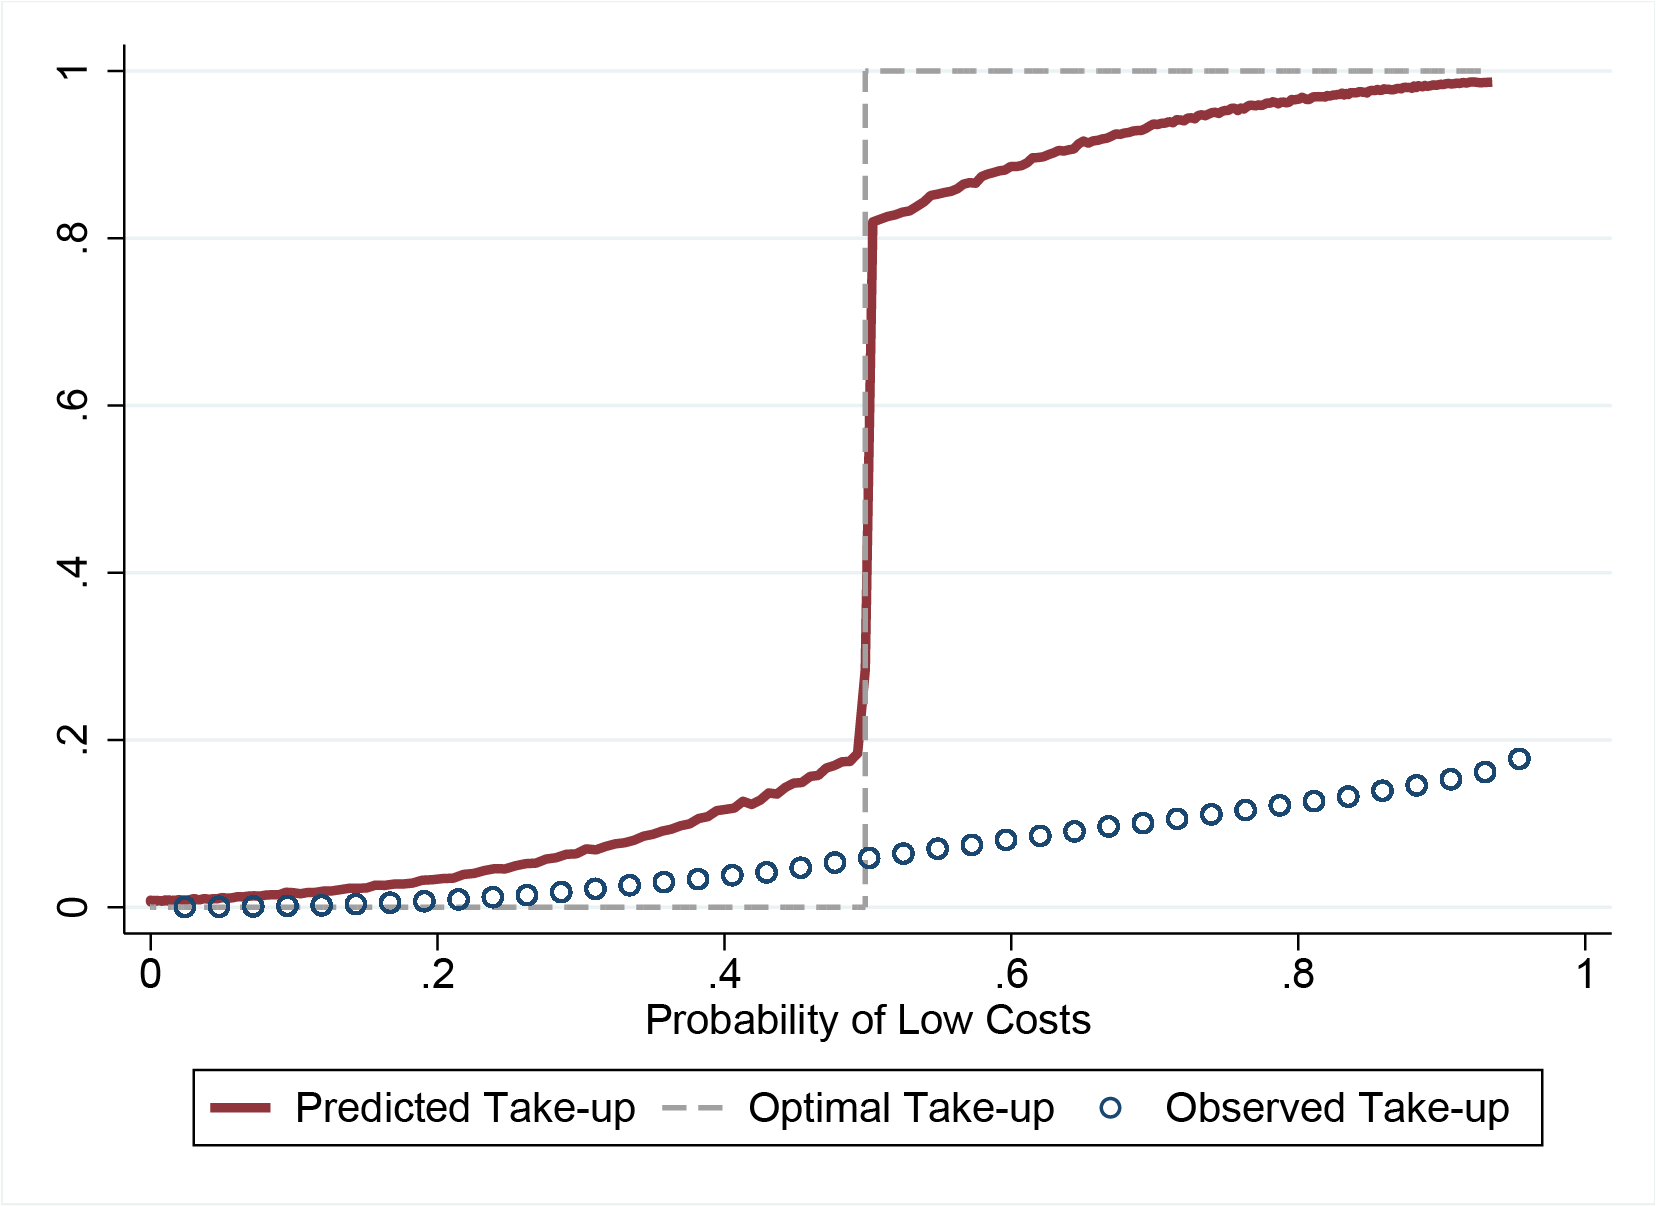 1
.8
.6
.4
.2
0
0 .2 .4 .6 .8 1
Probability of Low Costs
Predicted Take-up Optimal Take-up Observed Take-up